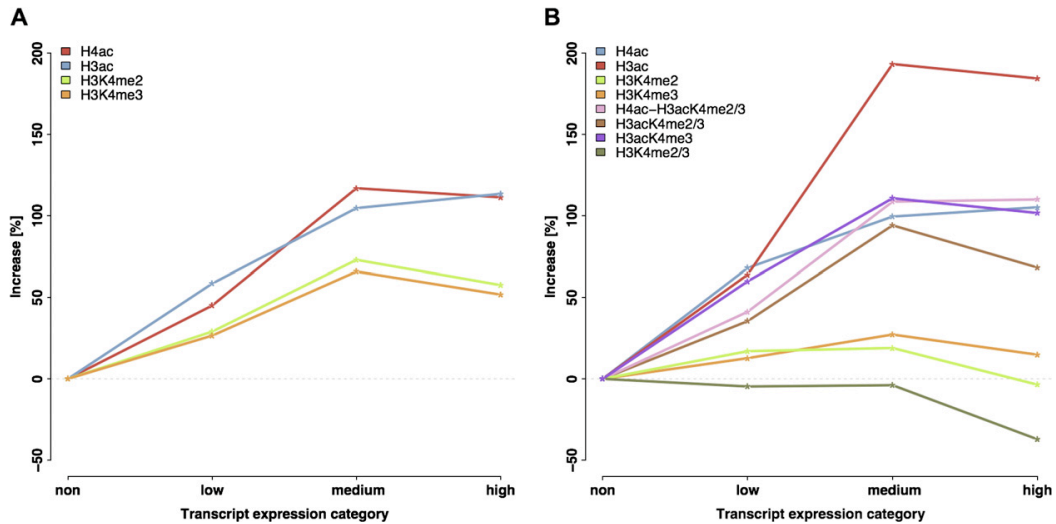 A
H4ac
H3ac
H3K4me2
H3K4me3
200
150
100
50
0
−50
Increase [%]
non low medium high
Transcript expression category
B
H4ac
H3ac
H3K4me2
H3K4me3
H4ac−H3acK4me2/3
H3acK4me2/3
H3acK4me3
H3K4me2/3
200
150
100
50
0
−50
Increase [%]
non low medium high
Transcript expression category